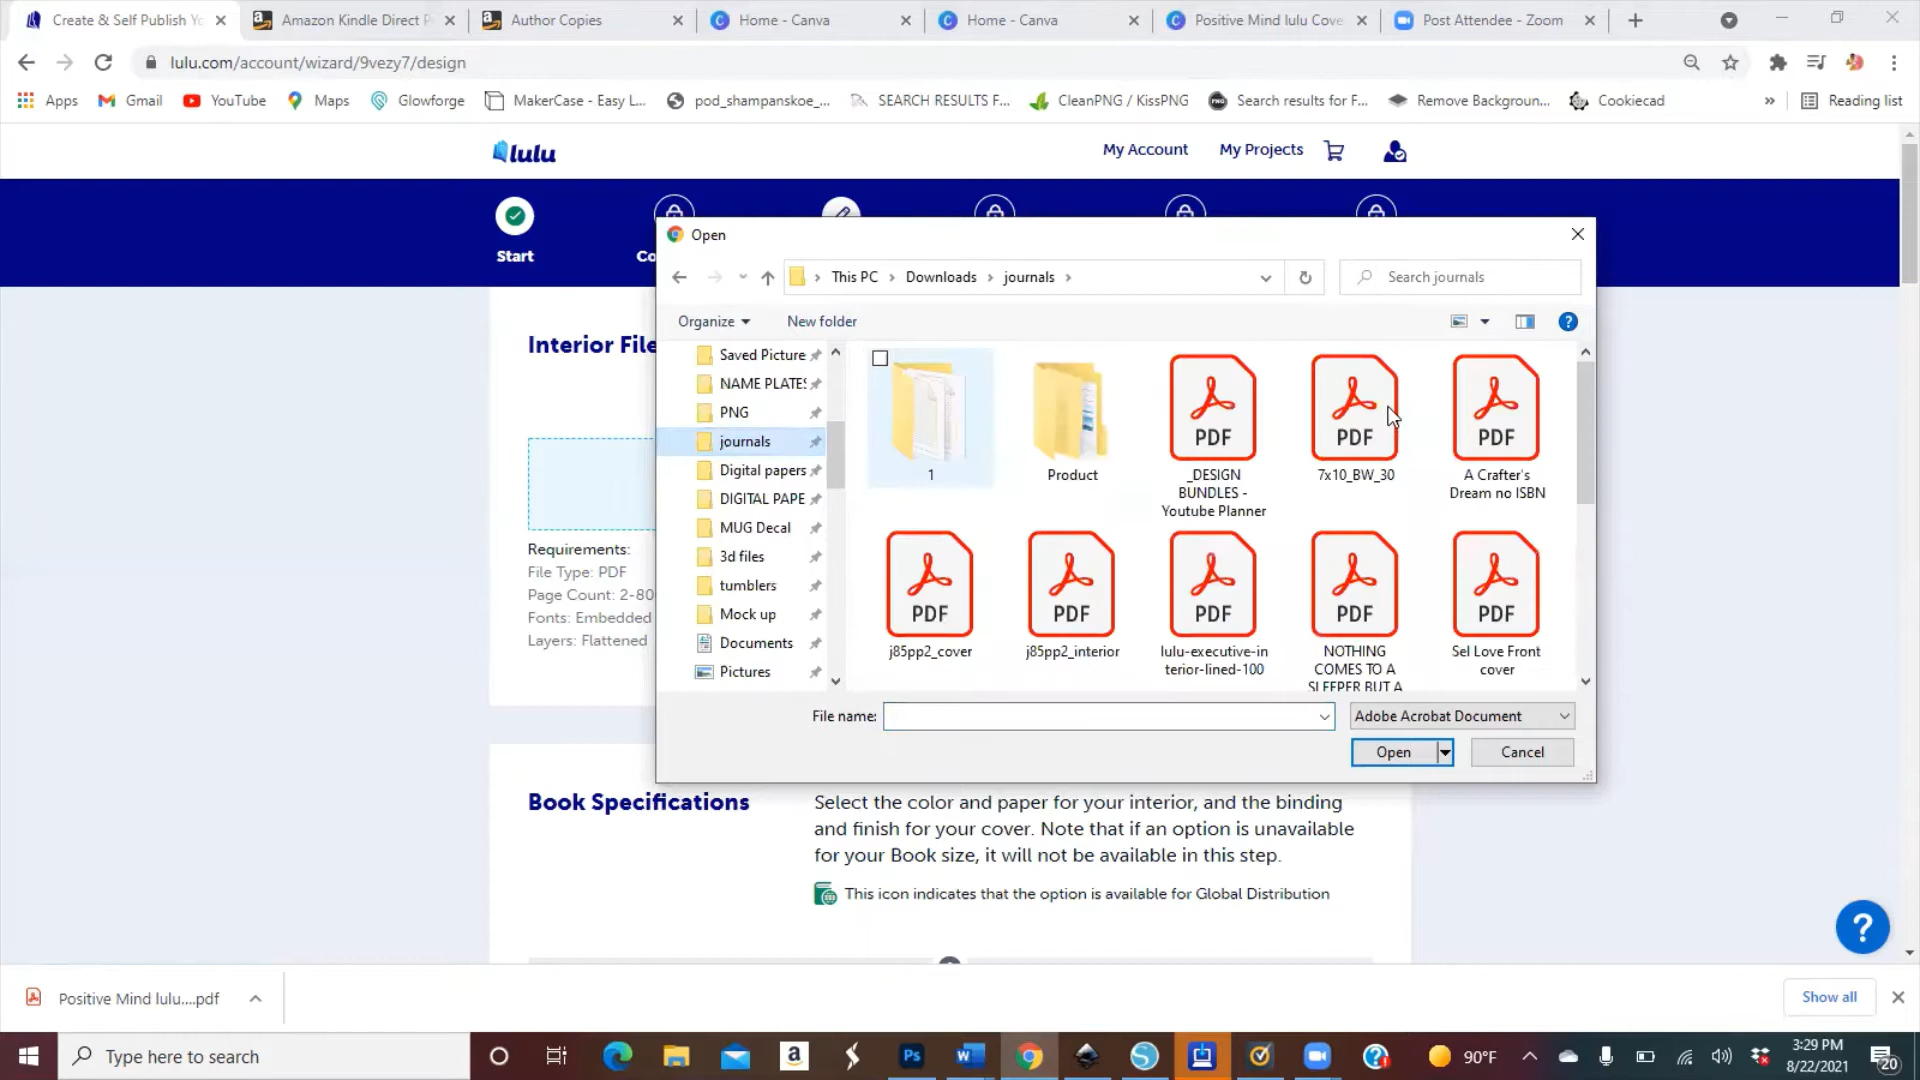 Create & Self Publish Yo
Amazon Kindle Direct P
Author Copies
Home - Canva
Home - Canva
Positive Mind lulu Cove
Post Attendee - Zoom
lulu.com/account/wizard/9vezy7/design
Apps
Gmail
YouTube
Maps
Glowforge
MakerCase - Easy L...
pod_shampanskoe_...
SEARCH RESULTS F...
CleanPNG / KissPNG
Search results for F...
Remove Backgroun...
Cookiecad
»
Reading list
lulu
My Account
My Projects
Start
Co
Open
This PC
Downloads
journals
Search journals
Organize
New folder
Interior File
Saved Picture
NAME PLATES
PNG
journals
Digital papers
DIGITAL PAPE
MUG Decal
3d files
tumblers
Mock up
Documents
Pictures
1
Product
PDF
_DESIGN
BUNDLES -
Youtube Planner
PDF
7x10_BW_30
PDF
A Crafter's
Dream no ISBN
PDF
j85pp2_cover
PDF
j85pp2_interior
PDF
lulu-executive-in
terior-lined-100
PDF
NOTHING
COMES TO A
SLEEPER BUT A
PDF
Sel Love Front
cover
Requirements:
File Type: PDF
Page Count: 2-80
Fonts: Embedded
Layers: Flattened
File name:
Adobe Acrobat Document
Open
Cancel
Book Specifications
Select the color and paper for your interior, and the binding
and finish for your cover. Note that if an option is unavailable
for your Book size, it will not be available in this step.
This icon indicates that the option is available for Global Distribution
?
Positive Mind lulu....pdf
Show all
Type here to search
90°F
3:29 PM
8/22/2021
20